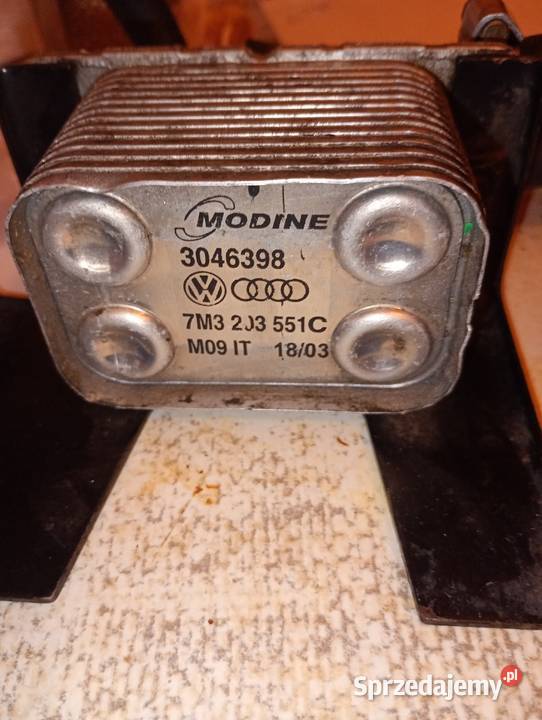 MODINE
3046398
7M3 203 551C
M09 IT 18/03
Sprzedajemy.pl